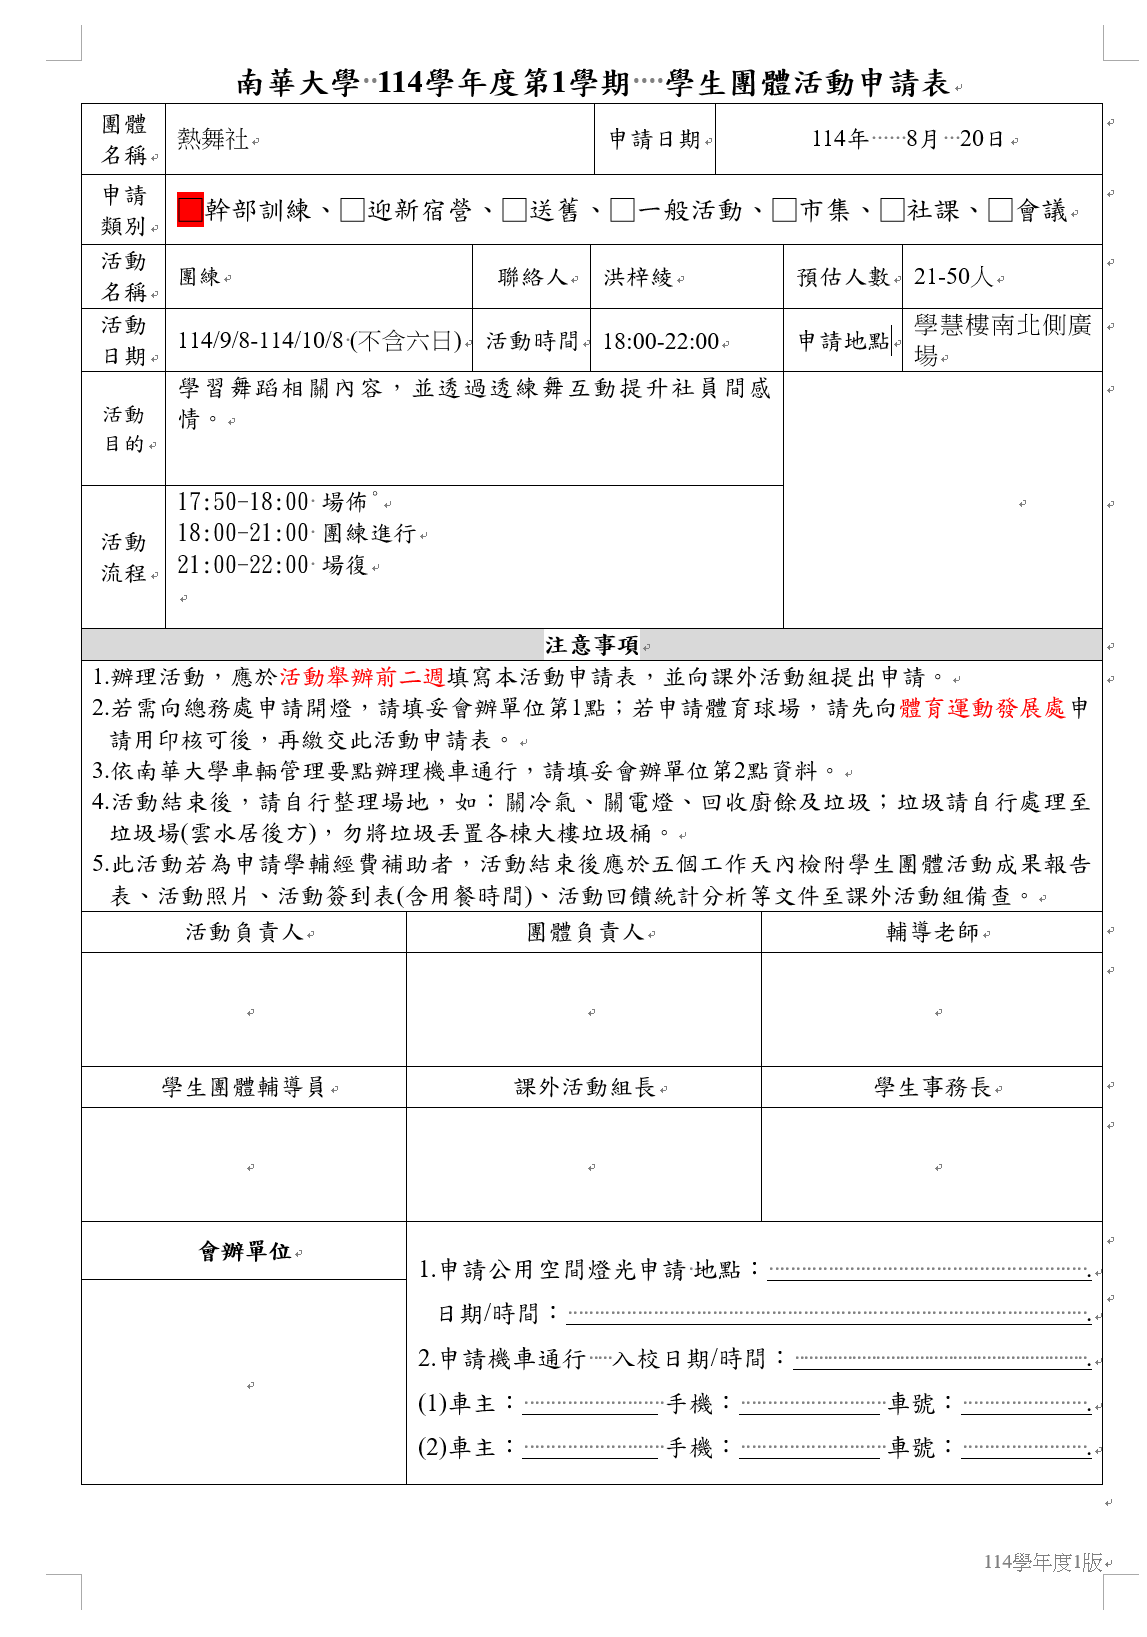 南華大學 114學年度第1學期 學生團體活動申請表
團體名稱 熱舞社 申請日期 114年 8月 20日
申請類別 ■幹部訓練、□迎新宿營、□送舊、□一般活動、□市集、□社課、□會議
活動名稱 團練 聯絡人 洪梓綾 預估人數 21-50人
活動日期 114/9/8-114/10/8 (不含六日) 活動時間 18:00-22:00 申請地點 學慧樓南北側廣場
活動目的 學習舞蹈相關內容，並透過透練舞互動提升社員間感
情。
活動流程
17:50-18:00 場佈
18:00-21:00 團練進行
21:00-22:00 場復
注意事項
1.辦理活動，應於活動舉辦前二週填寫本活動申請表，並向課外活動組提出申請。
2.若需向總務處申請開燈，請填妥會辦單位第1點；若申請體育球場，請先向體育運動發展處申
請用印核可後，再繳交此活動申請表。
3.依南華大學車輛管理要點辦理機車通行，請填妥會辦單位第2點資料。
4.活動結束後，請自行整理場地，如：關冷氣、關電燈、回收廚餘及垃圾；垃圾請自行處理至
垃圾場(雲水居後方)，勿將垃圾丟置各棟大樓垃圾桶。
5.此活動若為申請學輔經費補助者，活動結束後應於五個工作天內檢附學生團體活動成果報告
表、活動照片、活動簽到表(含用餐時間)、活動回饋統計分析等文件至課外活動組備查。
活動負責人 團體負責人 輔導老師
學生團體輔導員 課外活動組長 學生事務長
會辦單位
1.申請公用空間燈光申請 地點：
日期/時間：
2.申請機車通行 入校日期/時間：
(1)車主： 手機： 車號：
(2)車主： 手機： 車號：
114學年度1版